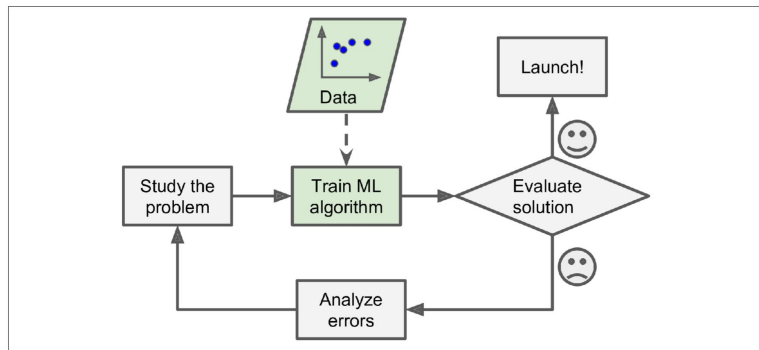 Data
Launch!
Study the
problem
Train ML
algorithm
Evaluate
solution
Analyze
errors